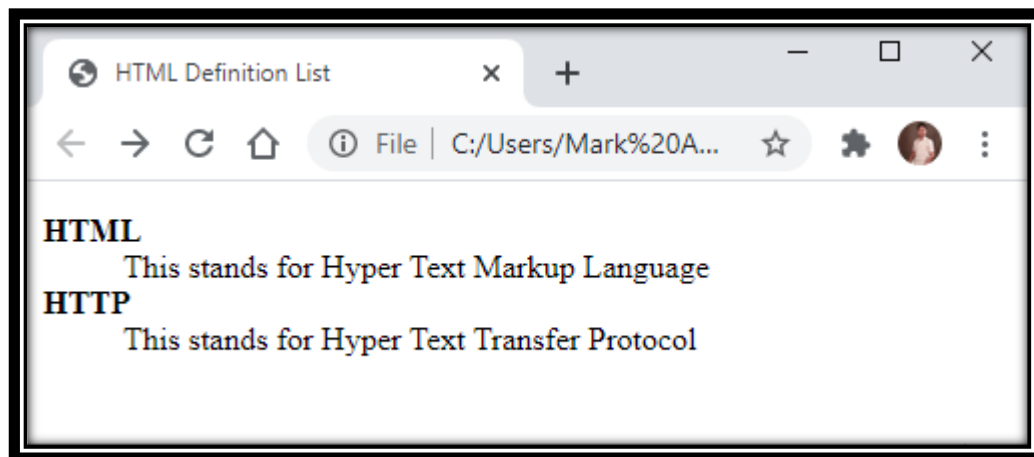 HTML Definition List
File C:/Users/Mark%20A...
HTML
This stands for Hyper Text Markup Language
HTTP
This stands for Hyper Text Transfer Protocol